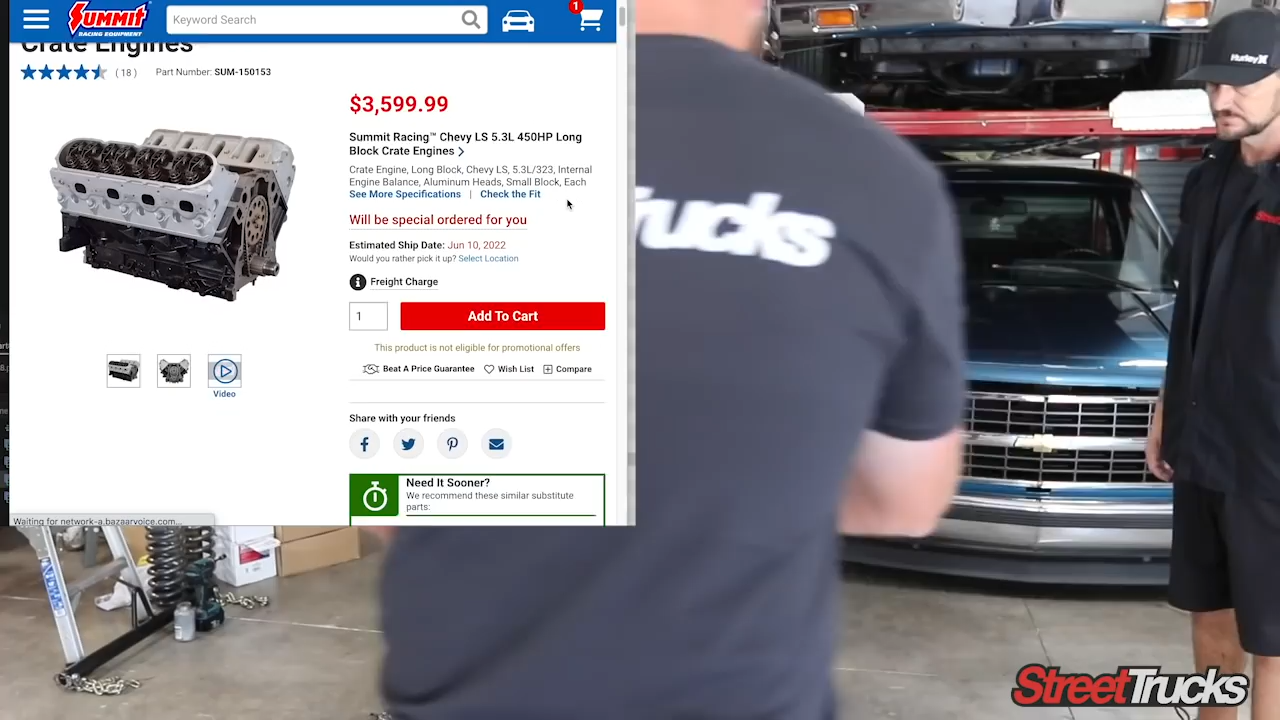 SUMMIT
RACING EQUIPMENT
Keyword Search
1
Crate Engines
(18) Part Number: SUM-150153
$3,599.99
Summit Racing™ Chevy LS 5.3L 450HP Long
Block Crate Engines
Crate Engine, Long Block, Chevy LS, 5.3L/323, Internal
Engine Balance, Aluminum Heads, Small Block, Each
See More Specifications | Check the Fit
Will be special ordered for you
Estimated Ship Date: Jun 10, 2022
Would you rather pick it up? Select Location
Freight Charge
1
Add To Cart
This product is not eligible for promotional offers
Beat A Price Guarantee Wish List Compare
Video
Share with your friends
Need It Sooner?
We recommend these similar substitute
parts:
Waiting for network-a.bazaarvoice.com...
rucks
Hurley
StreetTrucks